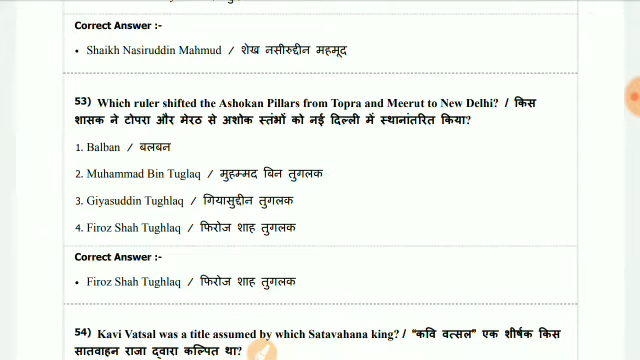 Correct Answer :-
• Shaikh Nasiruddin Mahmud / शेख नसीरुद्दीन महमूद
53) Which ruler shifted the Ashokan Pillars from Topra and Meerut to New Delhi? / किस
शासक ने टोपरा और मेरठ से अशोक स्तंभों को नई दिल्ली में स्थानांतरित किया?
1. Balban / बलबन
2. Muhammad Bin Tuglaq / मुहम्मद बिन तुगलक
3. Giyasuddin Tughlaq / गियासुद्दीन तुगलक
4. Firoz Shah Tughlaq / फिरोज शाह तुगलक
Correct Answer :-
• Firoz Shah Tughlaq / फिरोज शाह तुगलक
54) Kavi Vatsal was a title assumed by which Satavahana king? / “कवि वत्सल” एक शीर्षक किस
सातवाहन राजा द्वारा कल्पित था?